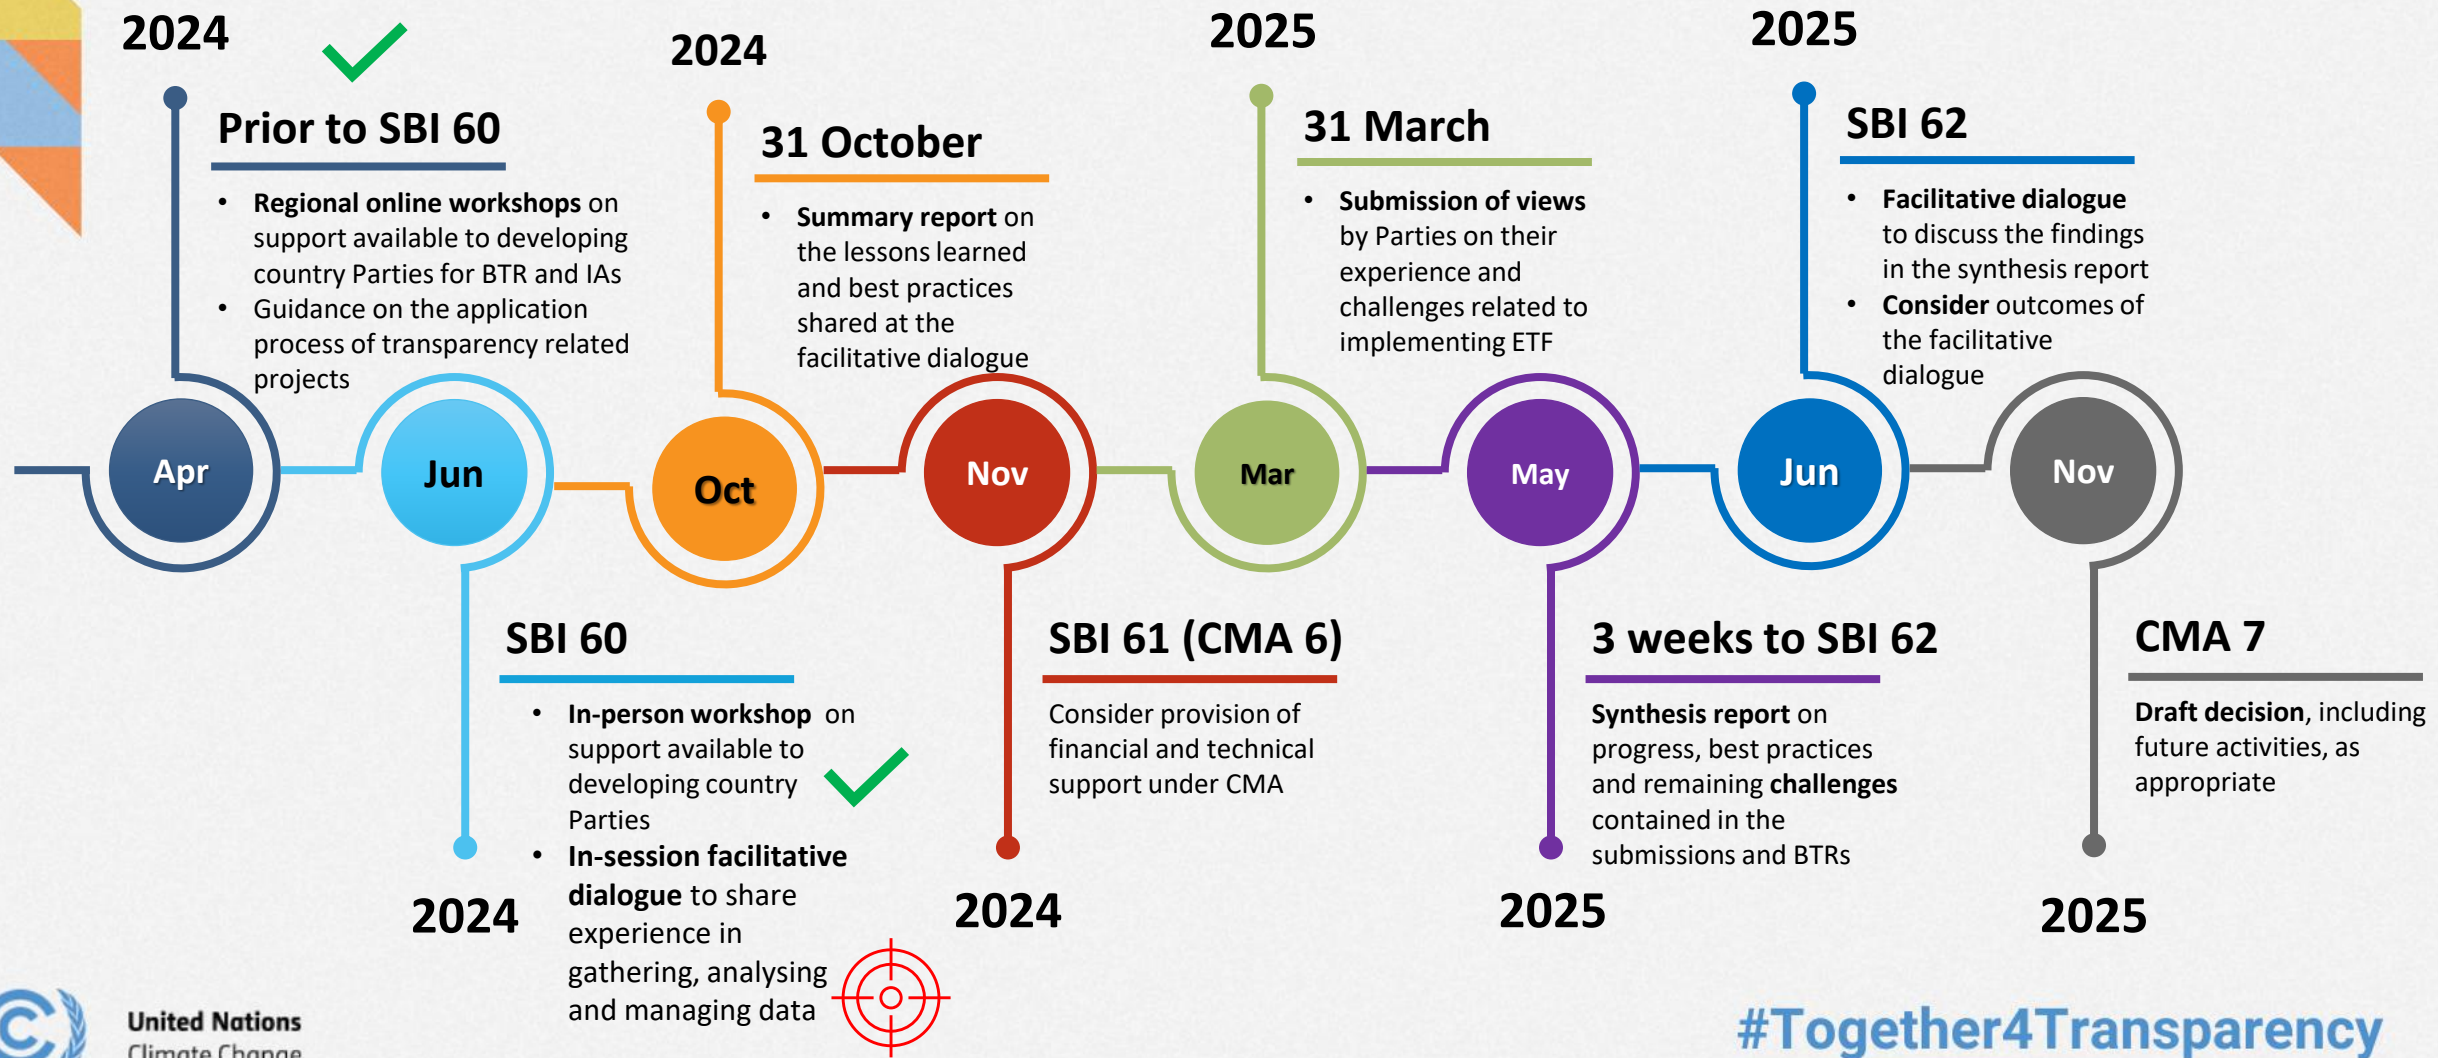 2024
Prior to SBI 60
• Regional online workshops on
support available to developing
country Parties for BTR and IAs
• Guidance on the application
process of transparency related
projects
Apr
Jun
SBI 60
• In-person workshop on
support available to
developing country
Parties
• In-session facilitative
dialogue to share
experience in
gathering, analysing
and managing data
2024
2024
31 October
• Summary report on
the lessons learned
and best practices
shared at the
facilitative dialogue
Oct
Nov
SBI 61 (CMA 6)
Consider provision of
financial and technical
support under CMA
2024
2025
31 March
• Submission of views
by Parties on their
experience and
challenges related to
implementing ETF
Mar
May
3 weeks to SBI 62
Synthesis report on
progress, best practices
and remaining challenges
contained in the
submissions and BTRs
2025
2025
SBI 62
• Facilitative dialogue
to discuss the findings
in the synthesis report
• Consider outcomes of
the facilitative
dialogue
Jun
Nov
CMA 7
Draft decision, including
future activities, as
appropriate
2025
United Nations
Climate Change
#Together4Transparency